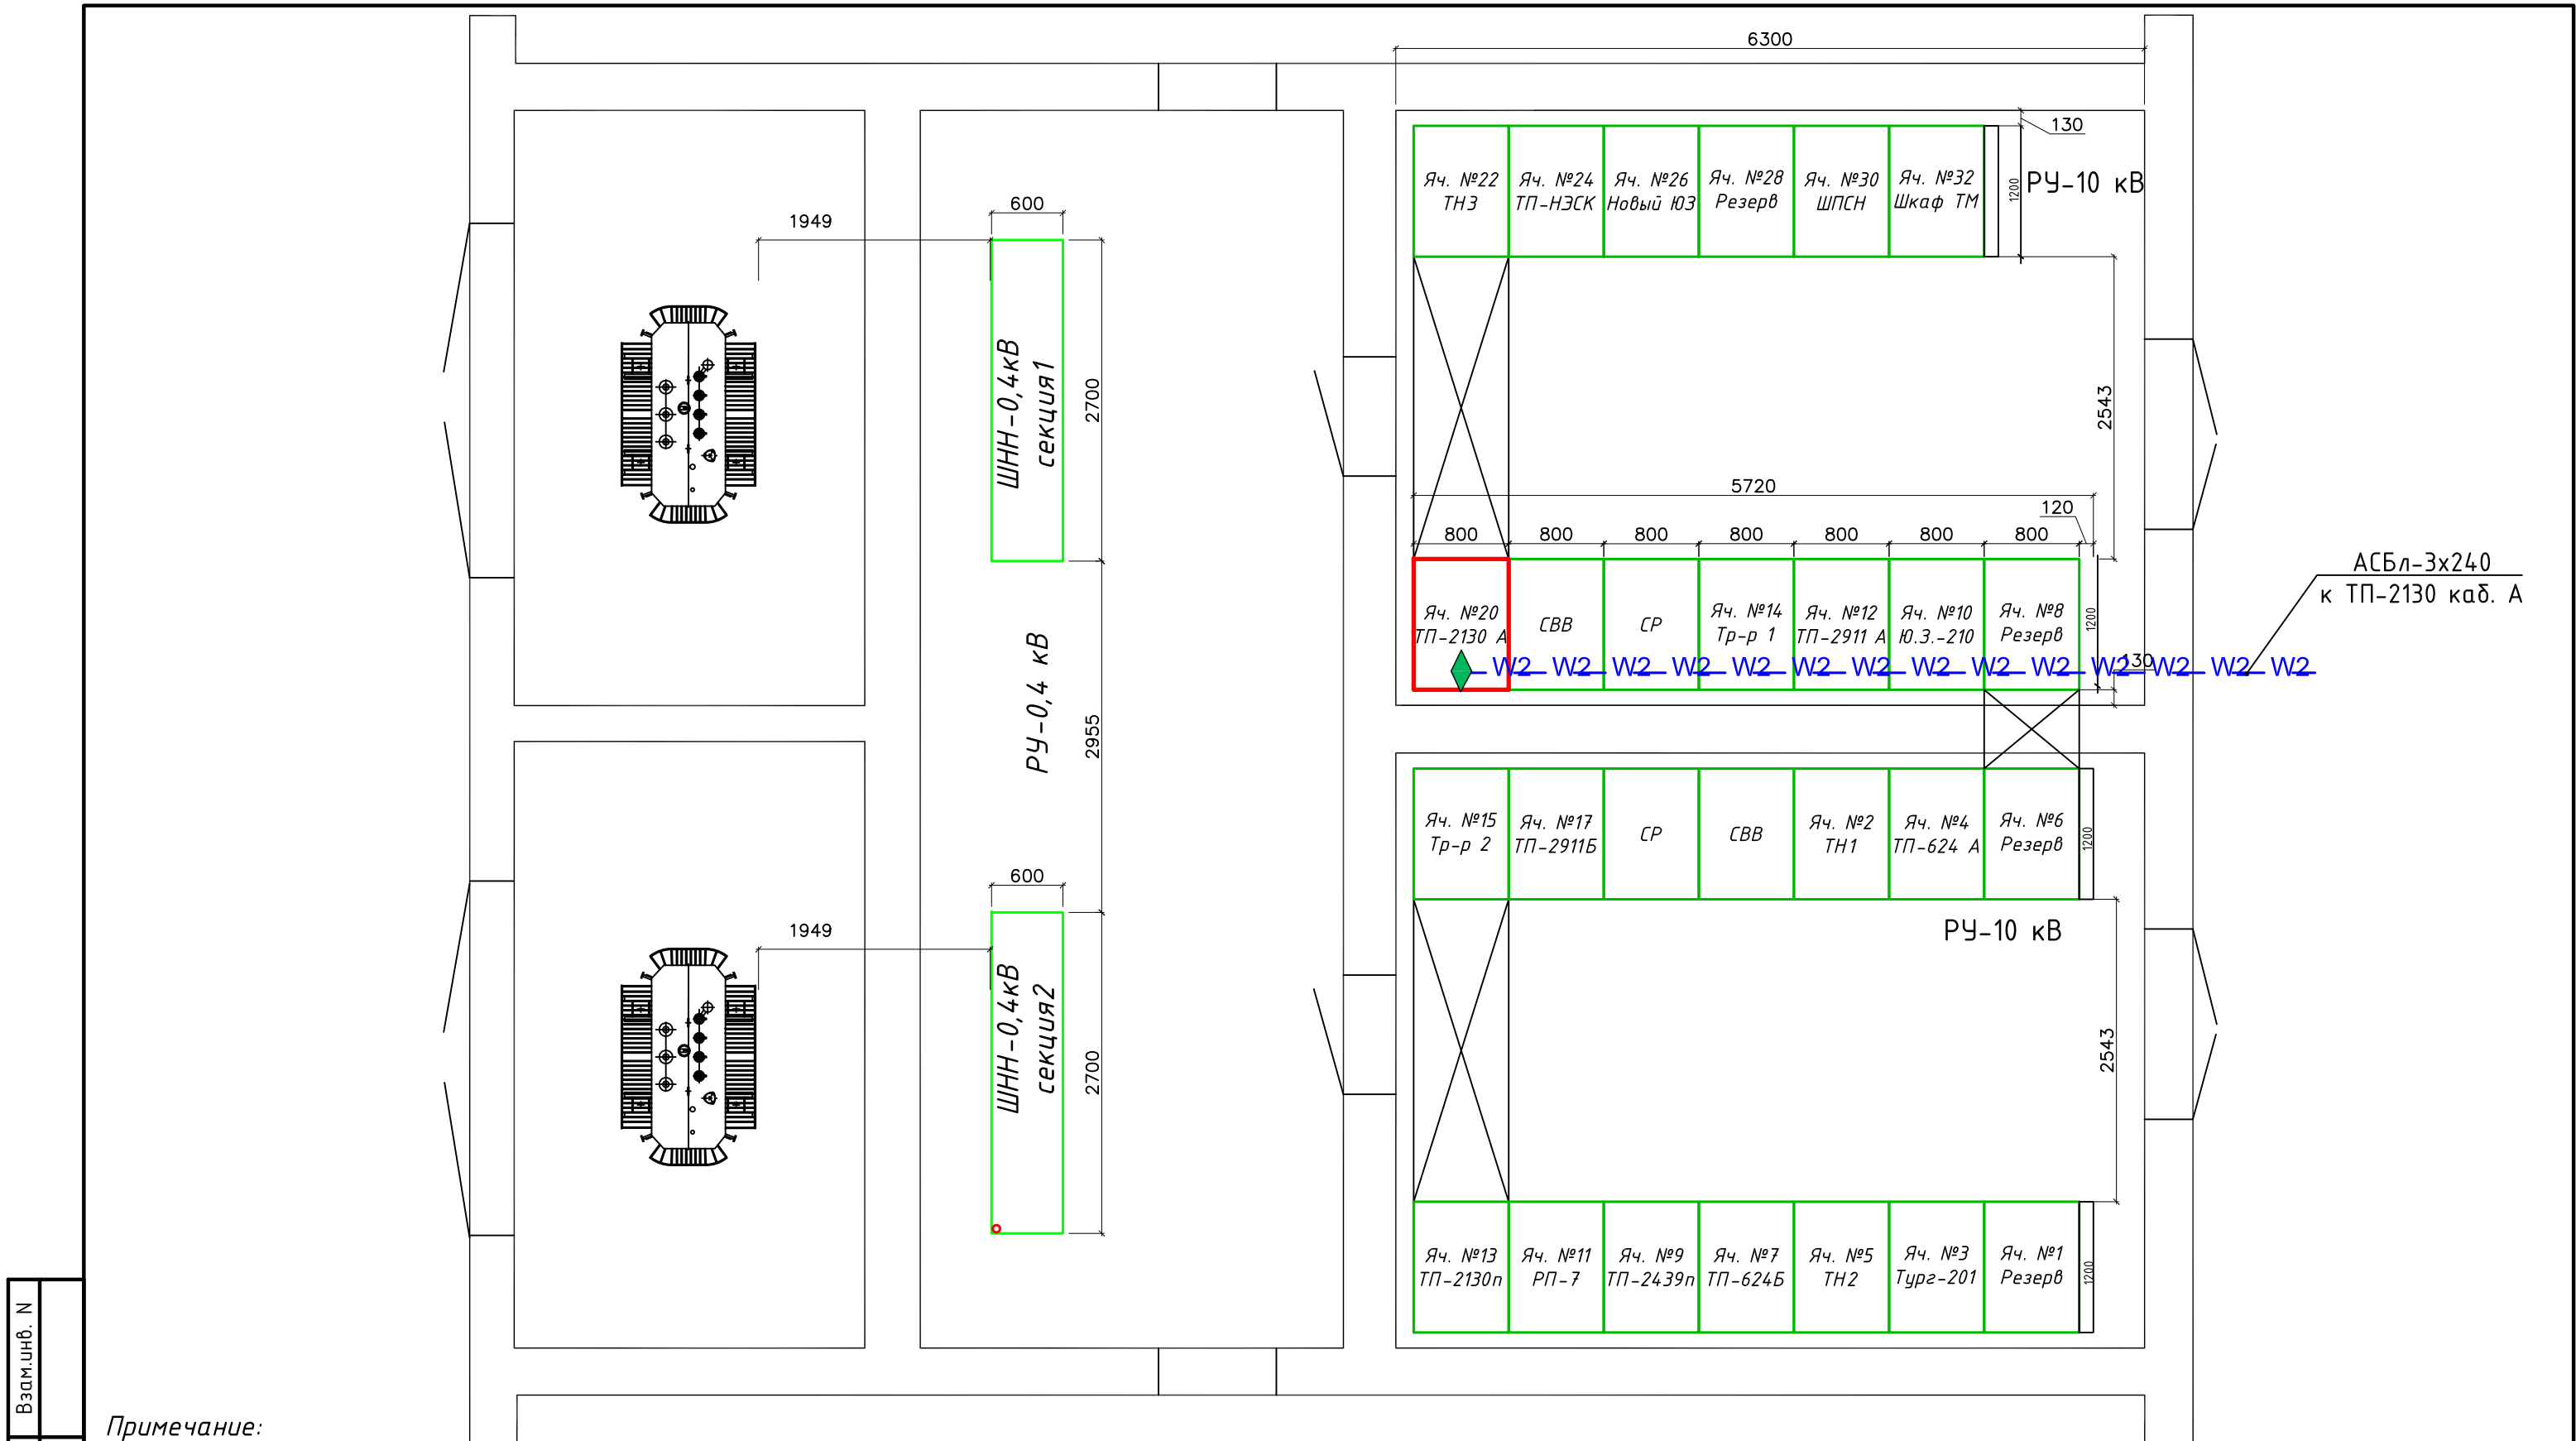 6300
130
Яч. №22
ТН3
Яч. №24
ТП-НЭСК
Яч. №26
Новый ЮЗ
Яч. №28
Резерв
Яч. №30
ШПСН
Яч. №32
Шкаф ТМ
1200
РУ-10 кВ
1949
600
ШНН-0,4кВ
секция1
2700
2543
5720
120
800
800
800
800
800
800
800
Яч. №20
ТП-2130 А
СВВ
СР
Яч. №14
Тр-р 1
Яч. №12
ТП-2911 А
Яч. №10
Ю.З.-210
Яч. №8
Резерв
1200
АСБл-3х240
к ТП-2130 каб. А
W2 W2 W2 W2 W2 W2 W2 W2 W2 W2 W2 W2 W2 W2
130
РУ-0,4 кВ
2955
Яч. №15
Тр-р 2
Яч. №17
ТП-2911Б
СР
СВВ
Яч. №2
ТН1
Яч. №4
ТП-624 А
Яч. №6
Резерв
1200
РУ-10 кВ
1949
600
ШНН-0,4кВ
секция2
2700
2543
Яч. №13
ТП-2130п
Яч. №11
РП-7
Яч. №9
ТП-2439п
Яч. №7
ТП-624Б
Яч. №5
ТН2
Яч. №3
Тург-201
Яч. №1
Резерв
1200
Взам.инв. N
Примечание: